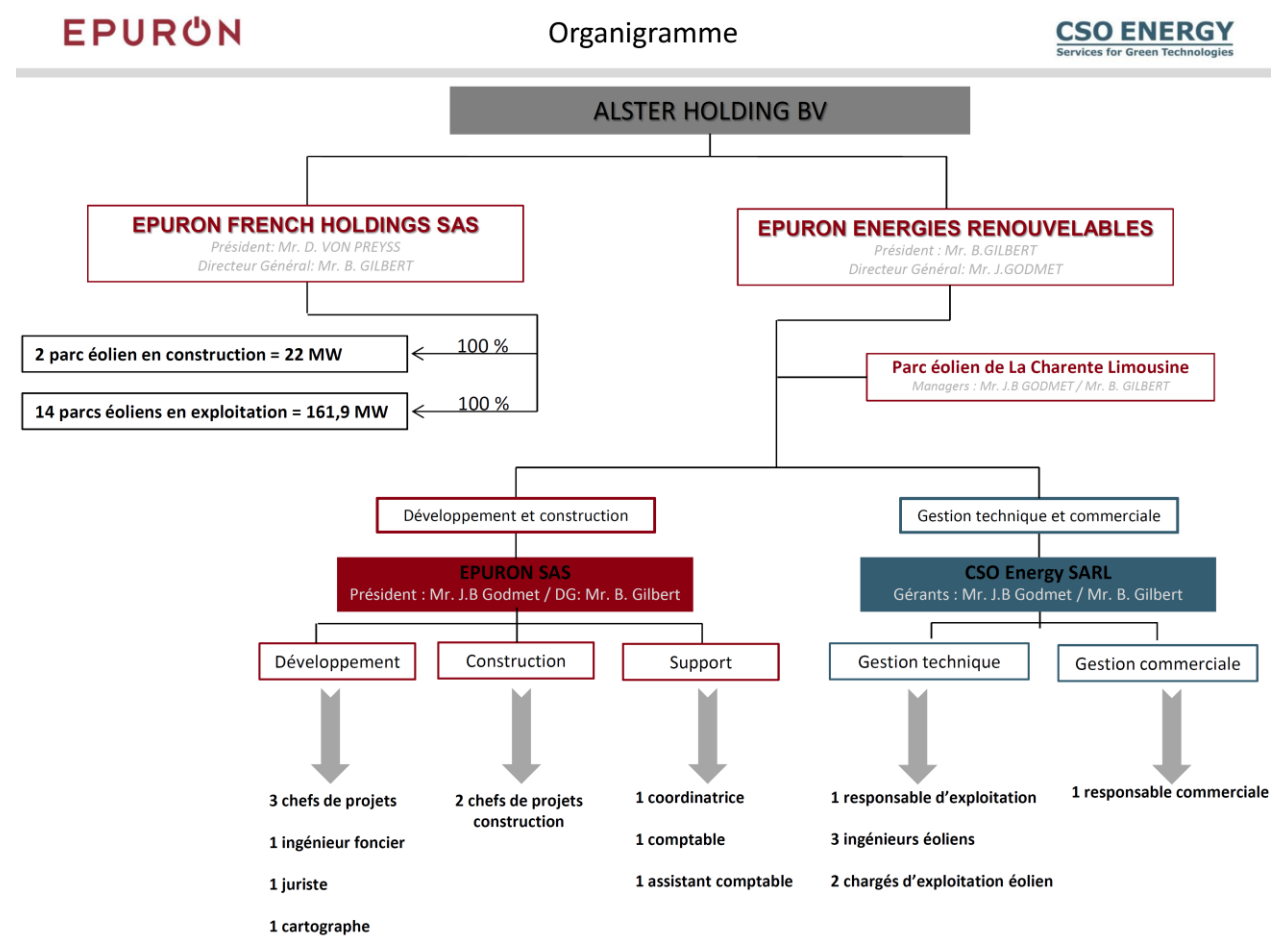 EPURON
Organigramme
CSO ENERGY
Services for Green Technologies
ALSTER HOLDING BV
EPURON FRENCH HOLDINGS SAS
Président: Mr. D. VON PREYSS
Directeur Général: Mr. B. GILBERT
EPURON ENERGIES RENOUVELABLES
Président : Mr. B.GILBERT
Directeur Général: Mr. J.GODMET
2 parc éolien en construction = 22 MW
100 %
14 parcs éoliens en exploitation = 161,9 MW
100 %
Parc éolien de La Charente Limousine
Managers : Mr. J.B GODMET / Mr. B. GILBERT
Développement et construction
Gestion technique et commerciale
EPURON SAS
Président : Mr. J.B Godmet / DG: Mr. B. Gilbert
CSO Energy SARL
Gérants : Mr. J.B Godmet / Mr. B. Gilbert
Développement
Construction
Support
Gestion technique
Gestion commerciale
3 chefs de projets
1 ingénieur foncier
1 juriste
1 cartographe
2 chefs de projets
construction
1 coordinatrice
1 comptable
1 assistant comptable
1 responsable d’exploitation
3 ingénieurs éoliens
2 chargés d’exploitation éolien
1 responsable commerciale